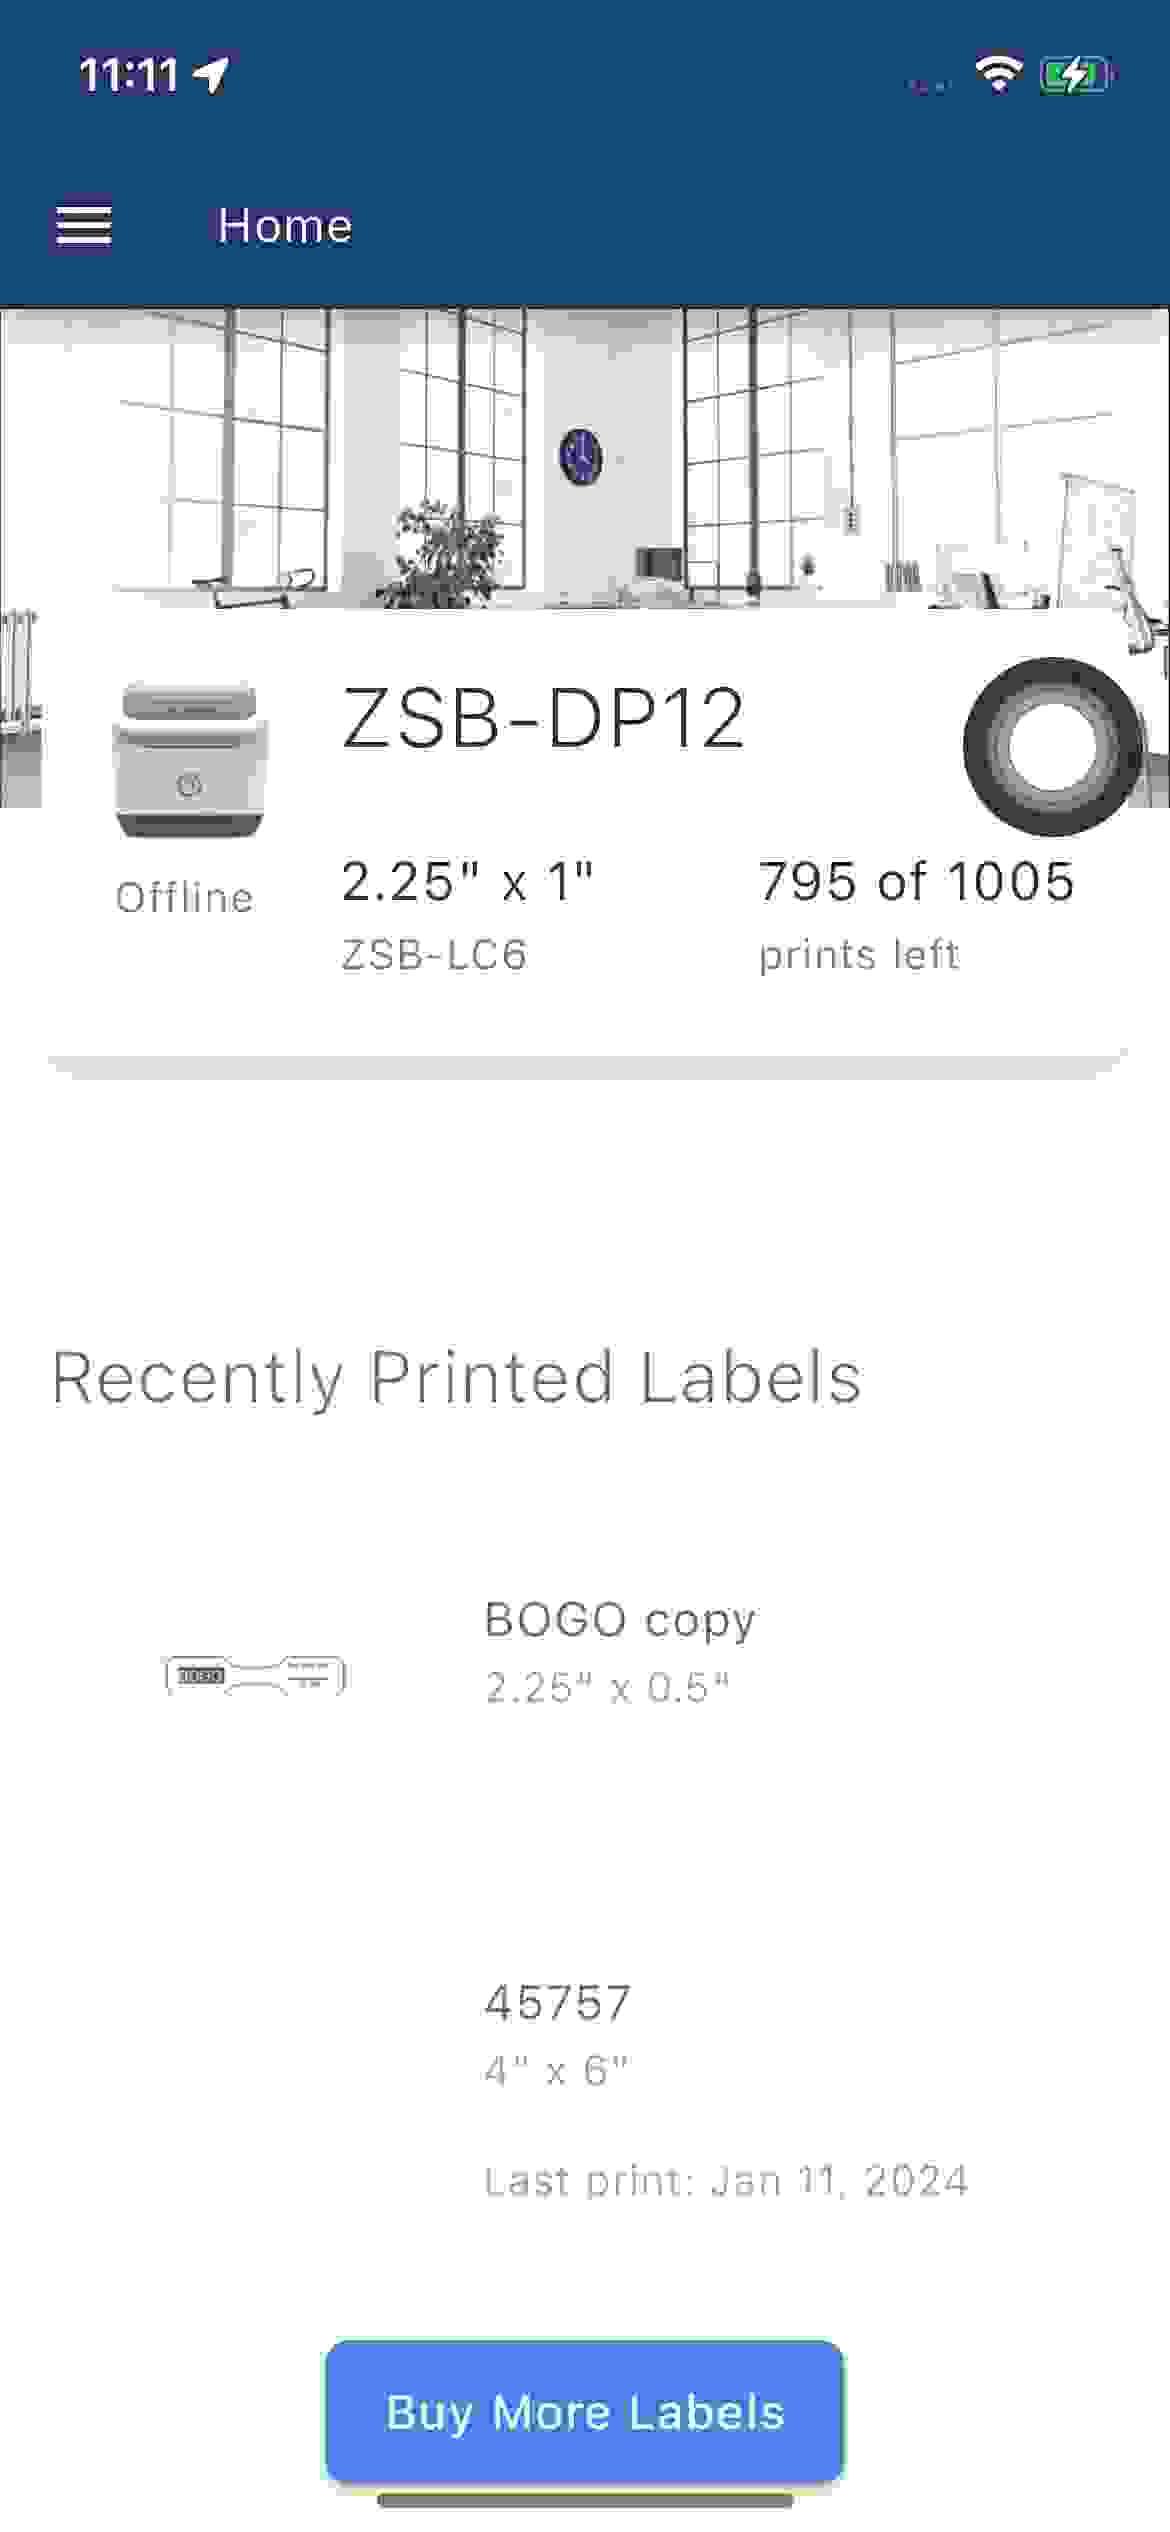 11:11
Home
ZSB-DP12
Offline
2.25" x 1"
795 of 1005
ZSB-LC6
prints left
Recently Printed Labels
BOGO copy
2.25" x 0.5"
BOGO
45757
4" x 6"
Last print: Jan 11, 2024
Buy More Labels